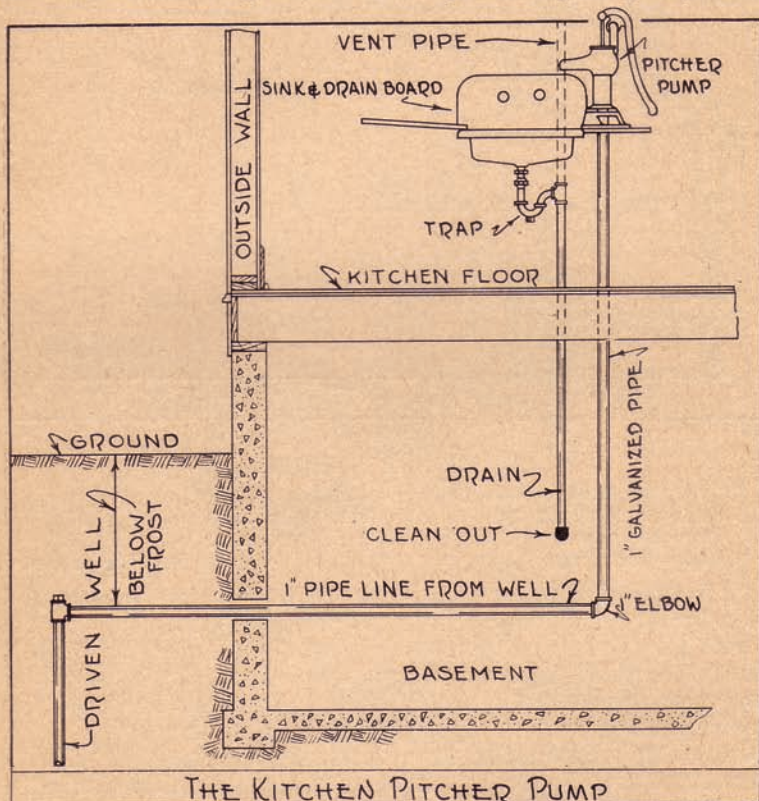 VENT PIPE
PITCHER
PUMP
SINK & DRAIN BOARD
OUTSIDE WALL
TRAP
KITCHEN FLOOR
1" GALVANIZED PIPE
GROUND
DRAIN
DRIVEN WELL
BELOW
FROST
CLEAN OUT
1" PIPE LINE FROM WELL
1" ELBOW
BASEMENT
THE KITCHEN PITCHER PUMP